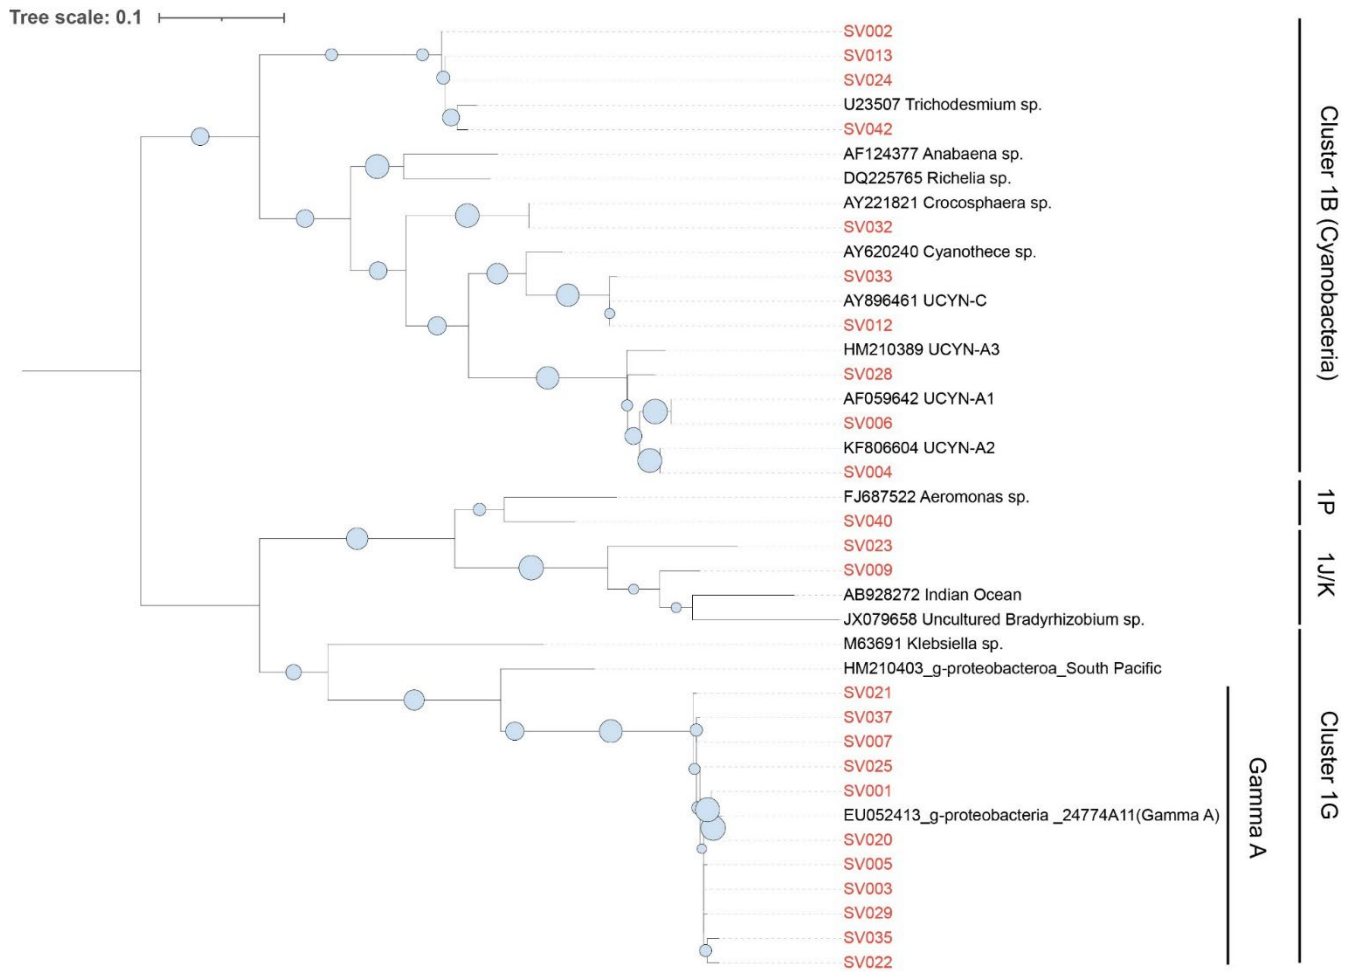 Tree scale: 0.1
SV002
SV013
SV024
U23507 Trichodesmium sp.
SV042
AF124377 Anabaena sp.
DQ225765 Richelia sp.
AY221821 Crocosphaera sp.
SV032
AY620240 Cyanothece sp.
SV033
AY896461 UCYN-C
SV012
HM210389 UCYN-A3
SV028
AF059642 UCYN-A1
SV006
KF806604 UCYN-A2
SV004
Cluster 1B (Cyanobacteria)
FJ687522 Aeromonas sp.
SV040
1P
SV023
SV009
AB928272 Indian Ocean
JX079658 Uncultured Bradyrhizobium sp.
1J/K
M63691 Klebsiella sp.
HM210403_g-proteobacteroa_South Pacific
SV021
SV037
SV007
SV025
SV001
EU052413_g-proteobacteria _24774A11(Gamma A)
SV020
SV005
SV003
SV029
SV035
SV022
Gamma A
Cluster 1G